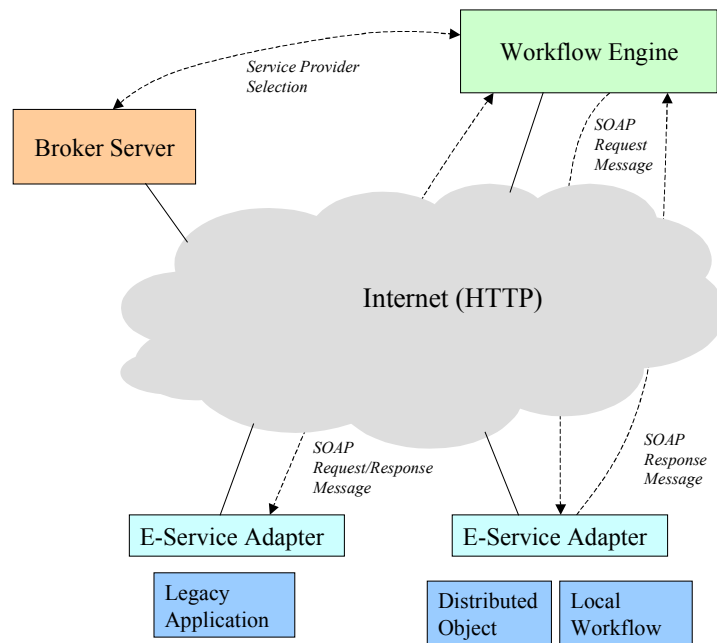 Workflow Engine
Service Provider
Selection
Broker Server
SOAP
Request
Message
Internet (HTTP)
SOAP
Request/Response
Message
SOAP
Response
Message
E-Service Adapter
E-Service Adapter
Legacy
Application
Distributed
Object
Local
Workflow